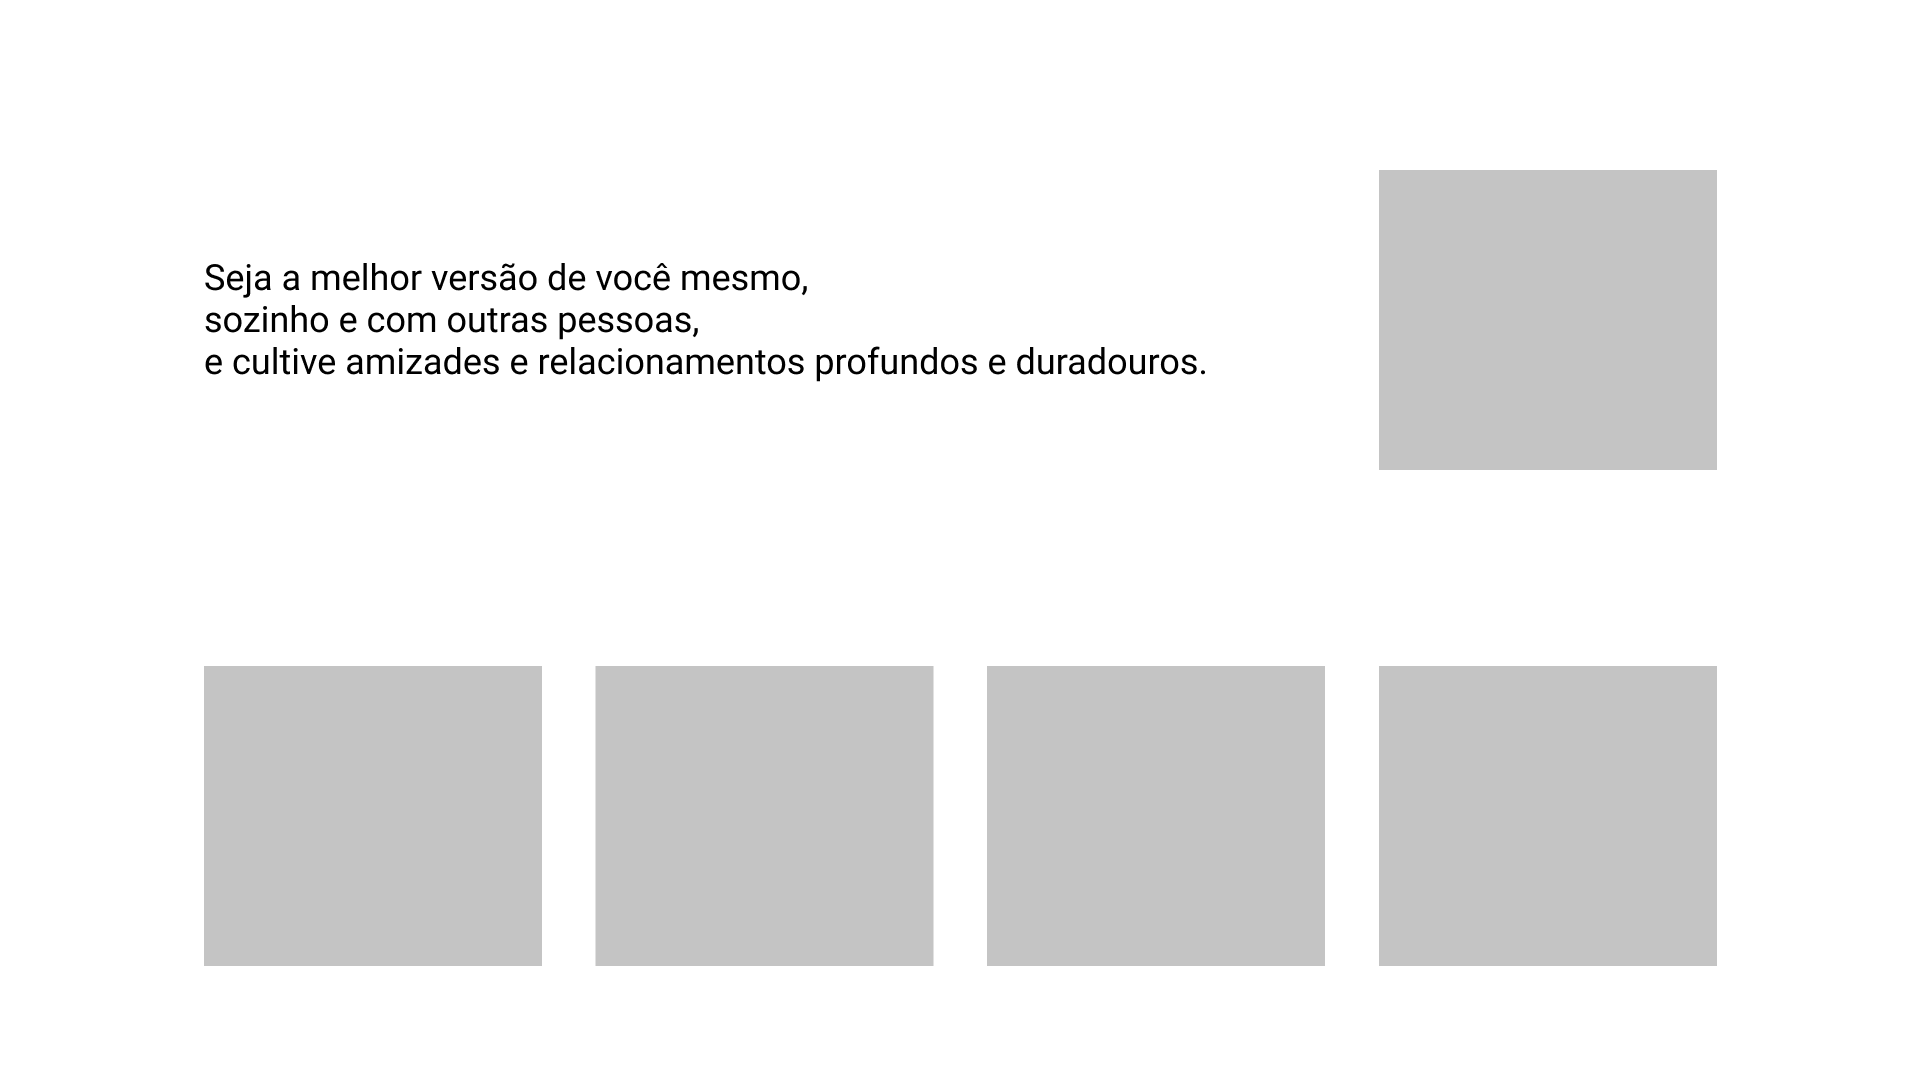 Seja a melhor versão de você mesmo,
sozinho e com outras pessoas,
e cultive amizades e relacionamentos profundos e duradouros.